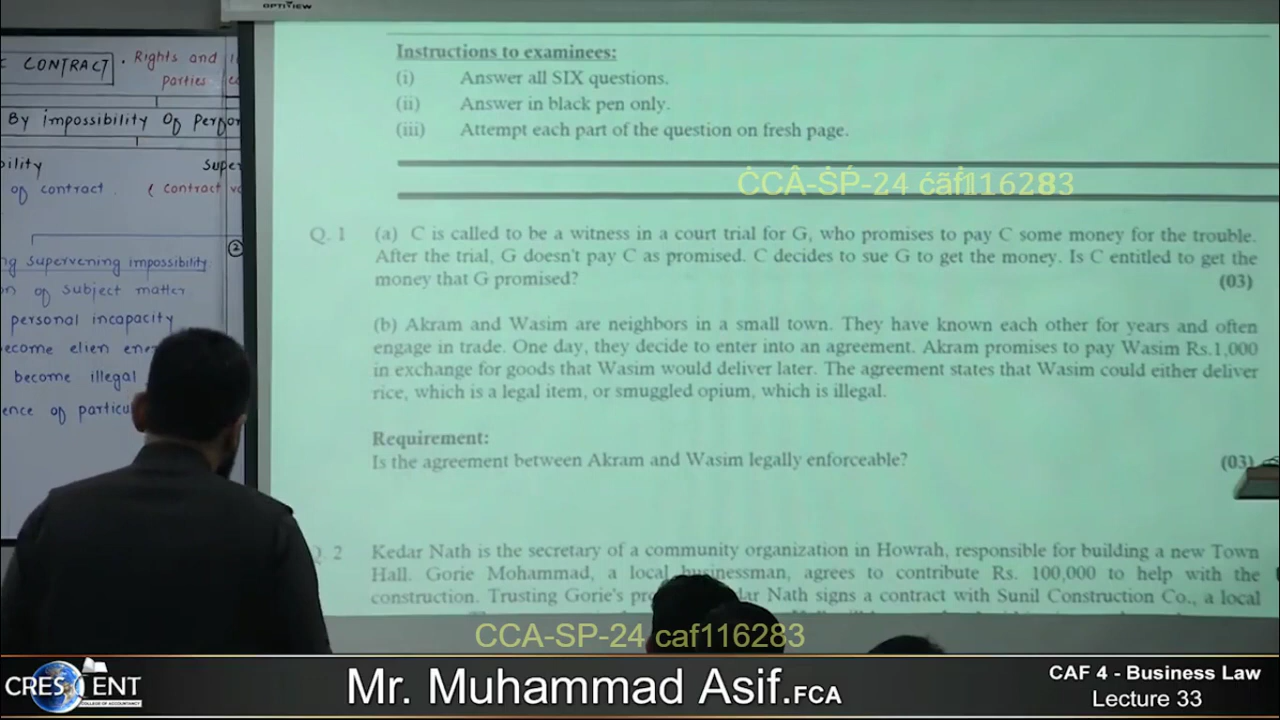 OPTIVIEW
CONTRACT
Rights and
parties
By impossibility Of Perfor
Super
of contract
( contract
2
supervening impossibility
of subject matter
personal incapacity
ecome elien ene
become illegal
ence of particu
Instructions to examinees:
(i) Answer all SIX questions.
(ii) Answer in black pen only.
(iii) Attempt each part of the question on fresh page.
ĊCÂ-ṠṔ-24 ćãḟ𝟙𝟷6𝟸𝟴3
Q. 1 (a) C is called to be a witness in a court trial for G, who promises to pay C some money for the trouble.
After the trial, G doesn't pay C as promised. C decides to sue G to get the money. Is C entitled to get the
money that G promised? (03)
(b) Akram and Wasim are neighbors in a small town. They have known each other for years and often
engage in trade. One day, they decide to enter into an agreement. Akram promises to pay Wasim Rs.1,000
in exchange for goods that Wasim would deliver later. The agreement states that Wasim could either deliver
rice, which is a legal item, or smuggled opium, which is illegal.
Requirement:
Is the agreement between Akram and Wasim legally enforceable? (03)
2 Kedar Nath is the secretary of a community organization in Howrah, responsible for building a new Town
Hall. Gorie Mohammad, a local businessman, agrees to contribute Rs. 100,000 to help with the
construction. Trusting Gorie's Nath signs a contract with Sunil Construction Co., a local
CCA-SP-24 caf116283
CRESCENT
COLLEGE OF ACCOUNTANCY
Mr. Muhammad Asif.FCA
CAF 4 - Business Law
Lecture 33